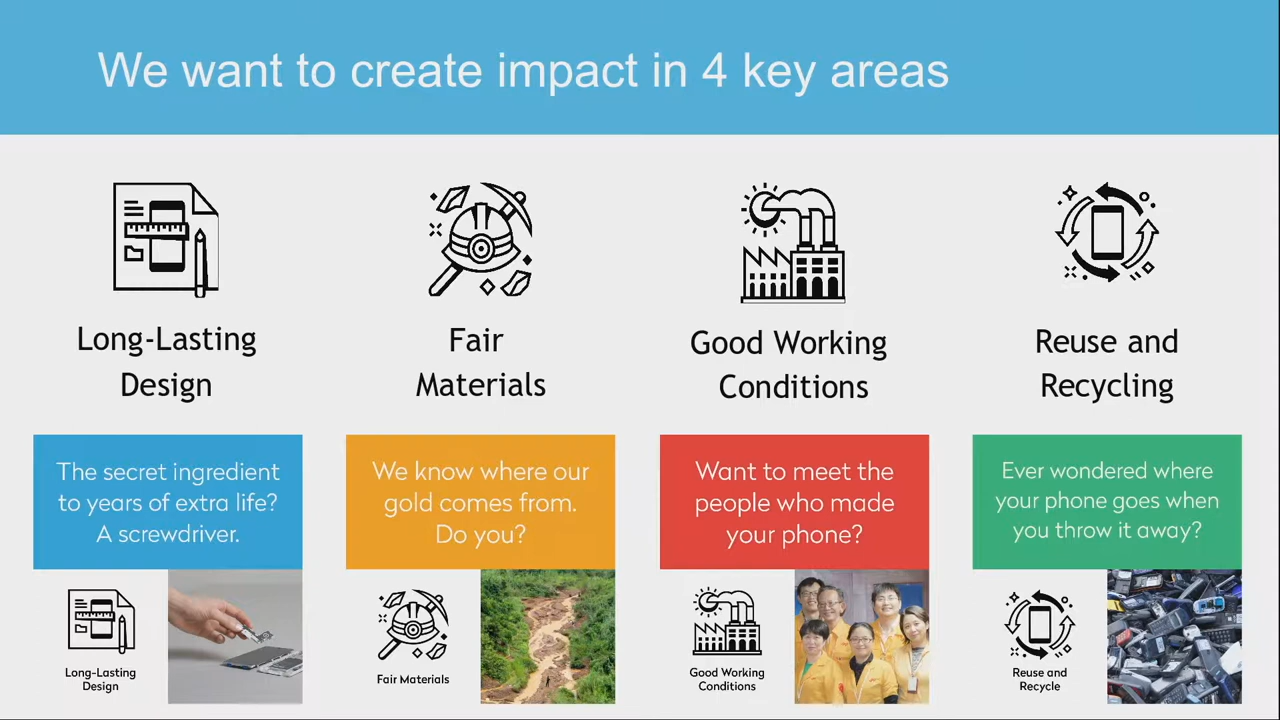 We want to create impact in 4 key areas
Long-Lasting
Design
Fair
Materials
Good Working
Conditions
Reuse and
Recycling
The secret ingredient
to years of extra life?
A screwdriver.
Long-Lasting
Design
We know where our
gold comes from.
Do you?
Fair Materials
Want to meet the
people who made
your phone?
Good Working
Conditions
Ever wondered where
your phone goes when
you throw it away?
Reuse and
Recycle